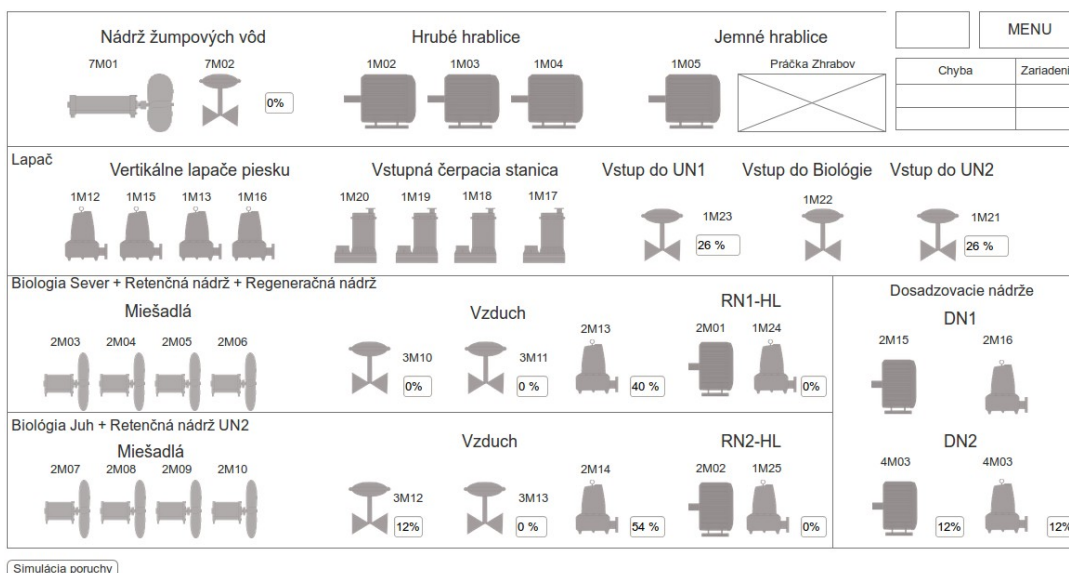 Nádrž žumpových vôd
Hrubé hrablice
Jemné hrablice
MENU
7M01
7M02
0%
1M02
1M03
1M04
1M05
Práčka Zhrabov
Chyba
Zariadeni
Lapač
Vertikálne lapače piesku
Vstupná čerpacia stanica
Vstup do UN1
Vstup do Biológie
Vstup do UN2
1M12
1M15
1M13
1M16
1M20
1M19
1M18
1M17
1M23
26 %
1M22
1M21
26 %
Biologia Sever + Retenčná nádrž + Regeneračná nádrž
Miešadlá
Vzduch
RN1-HL
2M03
2M04
2M05
2M06
3M10
0%
3M11
0 %
2M13
40 %
2M01
1M24
0%
Dosadzovacie nádrže
DN1
2M15
2M16
Biológia Juh + Retenčná nádrž UN2
Miešadlá
Vzduch
RN2-HL
2M07
2M08
2M09
2M10
3M12
12%
3M13
0 %
2M14
54 %
2M02
1M25
0%
DN2
4M03
4M03
12%
12%
Simulácia poruchy